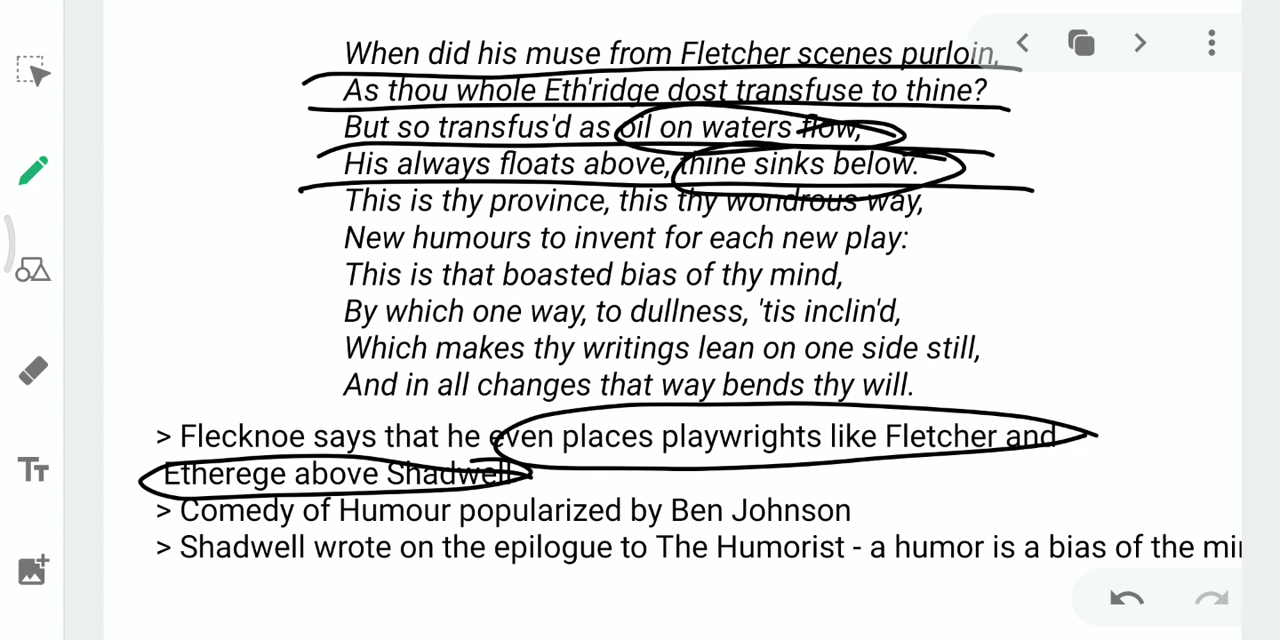 When did his muse from Fletcher scenes purloin,
As thou whole Eth'ridge dost transfuse to thine?
But so transfus'd as oil on waters flow,
His always floats above, thine sinks below.
This is thy province, this thy wondrous way,
New humours to invent for each new play:
This is that boasted bias of thy mind,
By which one way, to dullness, 'tis inclin'd,
Which makes thy writings lean on one side still,
And in all changes that way bends thy will.
> Flecknoe says that he even places playwrights like Fletcher and
Etherege above Shadwell
> Comedy of Humour popularized by Ben Johnson
> Shadwell wrote on the epilogue to The Humorist - a humor is a bias of the
TT